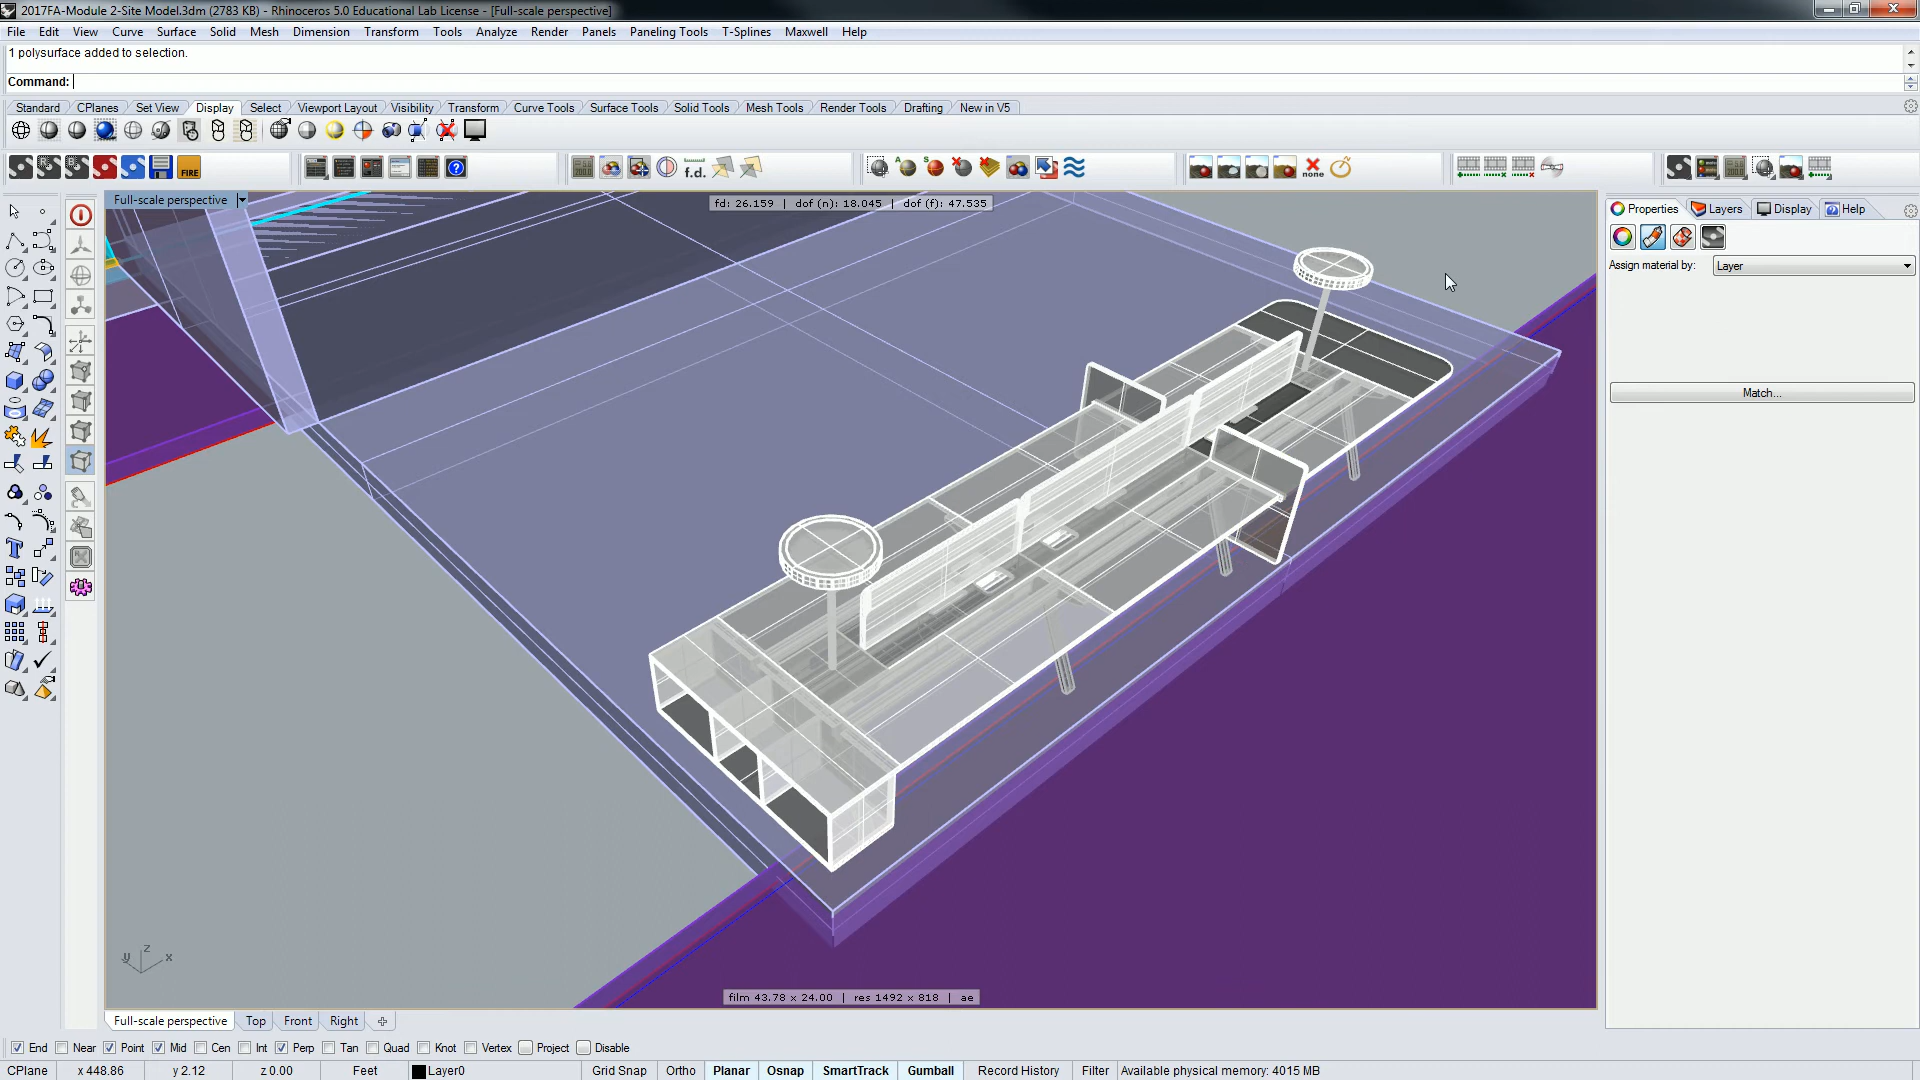 2017FA-Module 2-Site Model.3dm (2783 KB) - Rhinoceros 5.0 Educational Lab License - [Full-scale perspective]
File Edit View Curve Surface Solid Mesh Dimension Transform Tools Analyze Render Panels Paneling Tools T-Splines Maxwell Help
1 polysurface added to selection.
Command:
Standard CPlanes Set View Display Select Viewport Layout Visibility Transform Curve Tools Surface Tools Solid Tools Mesh Tools Render Tools Drafting New in V5
FIRE f.d. none
Full-scale perspective
fd: 26.159 | dof (n): 18.045 | dof (f): 47.535
Properties Layers Display Help
Assign material by: Layer
Match...
z
y x
film 43.78 x 24.00 | res 1492 x 818 | ae
Full-scale perspective Top Front Right
End Near Point Mid Cen Int Perp Tan Quad Knot Vertex Project Disable
CPlane x 448.86 y 2.12 z 0.00 Feet Layer0 Grid Snap Ortho Planar Osnap SmartTrack Gumball Record History Filter Available physical memory: 4015 MB